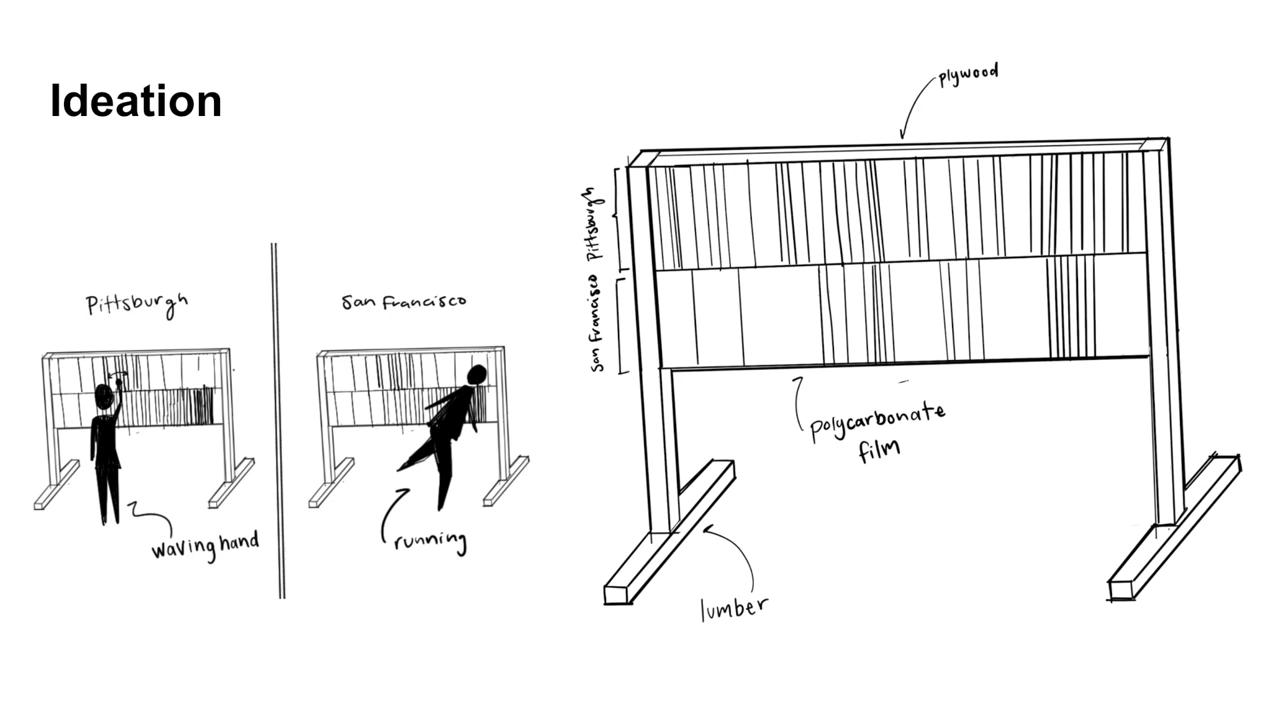 Ideation
Pittsburgh
waving hand
San Francisco
running
plywood
Pittsburgh
San Francisco
polycarbonate
film
lumber